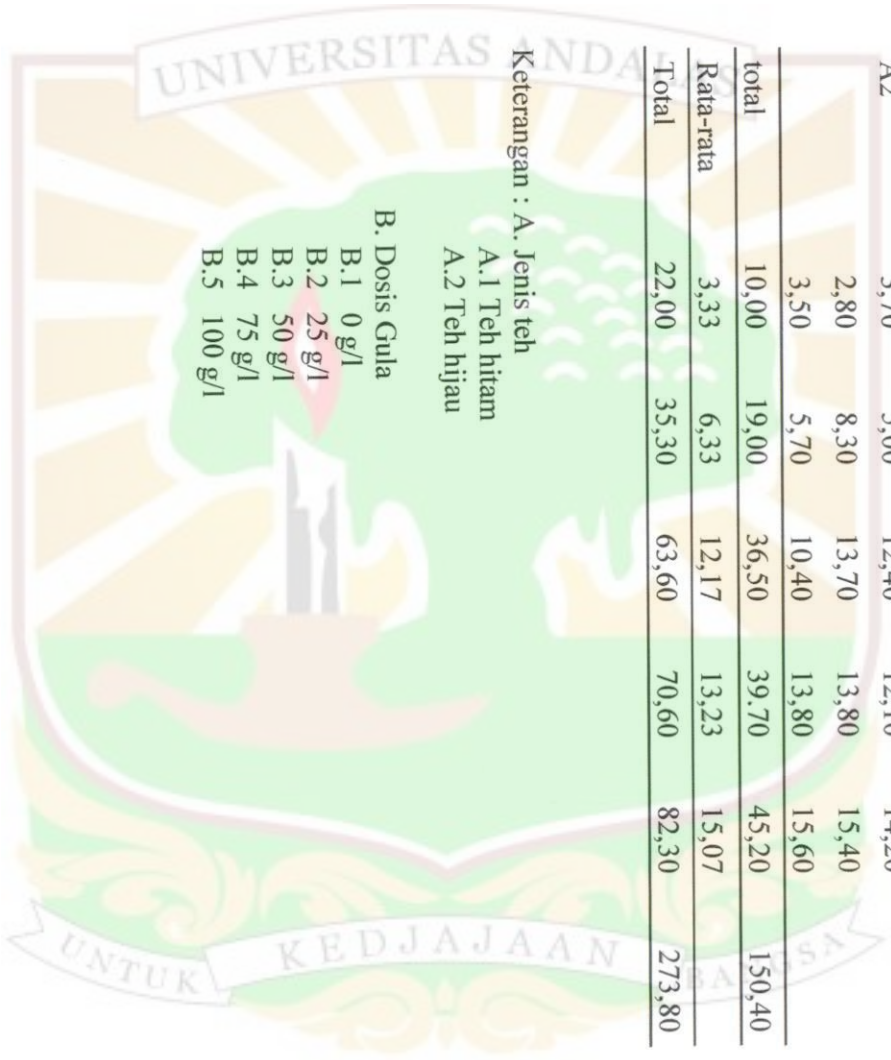 UNIVERSITAS ANDALAS
A2 3,70 5,00 12,40 12,10 14,20
2,80 8,30 13,70 13,80 15,40
3,50 5,70 10,40 13,80 15,60
total 10,00 19,00 36,50 39.70 45,20 150,40
Rata-rata 3,33 6,33 12,17 13,23 15,07
Total 22,00 35,30 63,60 70,60 82,30 273,80
Keterangan : A. Jenis teh
A.1 Teh hitam
A.2 Teh hijau
B. Dosis Gula
B.1 0 g/l
B.2 25 g/l
B.3 50 g/l
B.4 75 g/l
B.5 100 g/l
UNTUK KEDJAJAAN BANGSA